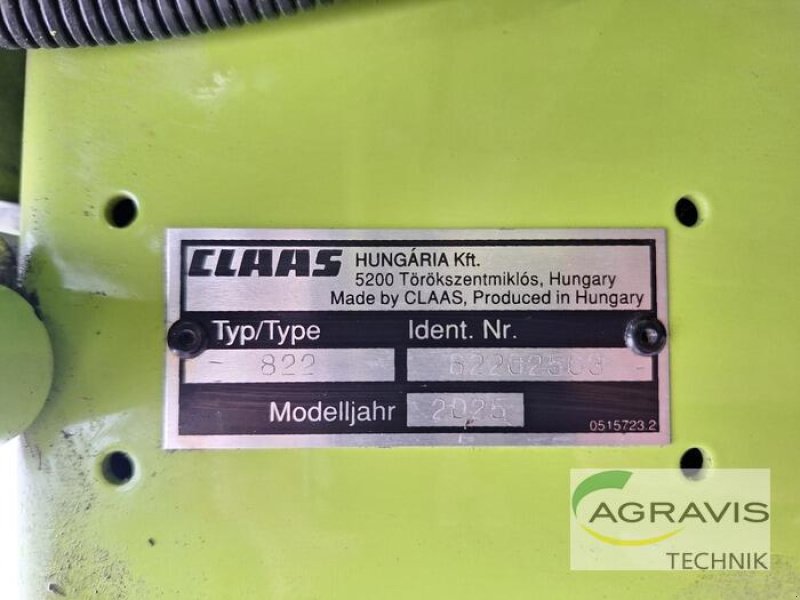 CLAAS HUNGÁRIA Kft.
5200 Törökszentmiklós, Hungary
Made by CLAAS, Produced in Hungary
Typ/Type Ident. Nr.
822
Modelljahr 2025
0515723.2
AGRAVIS
TECHNIK